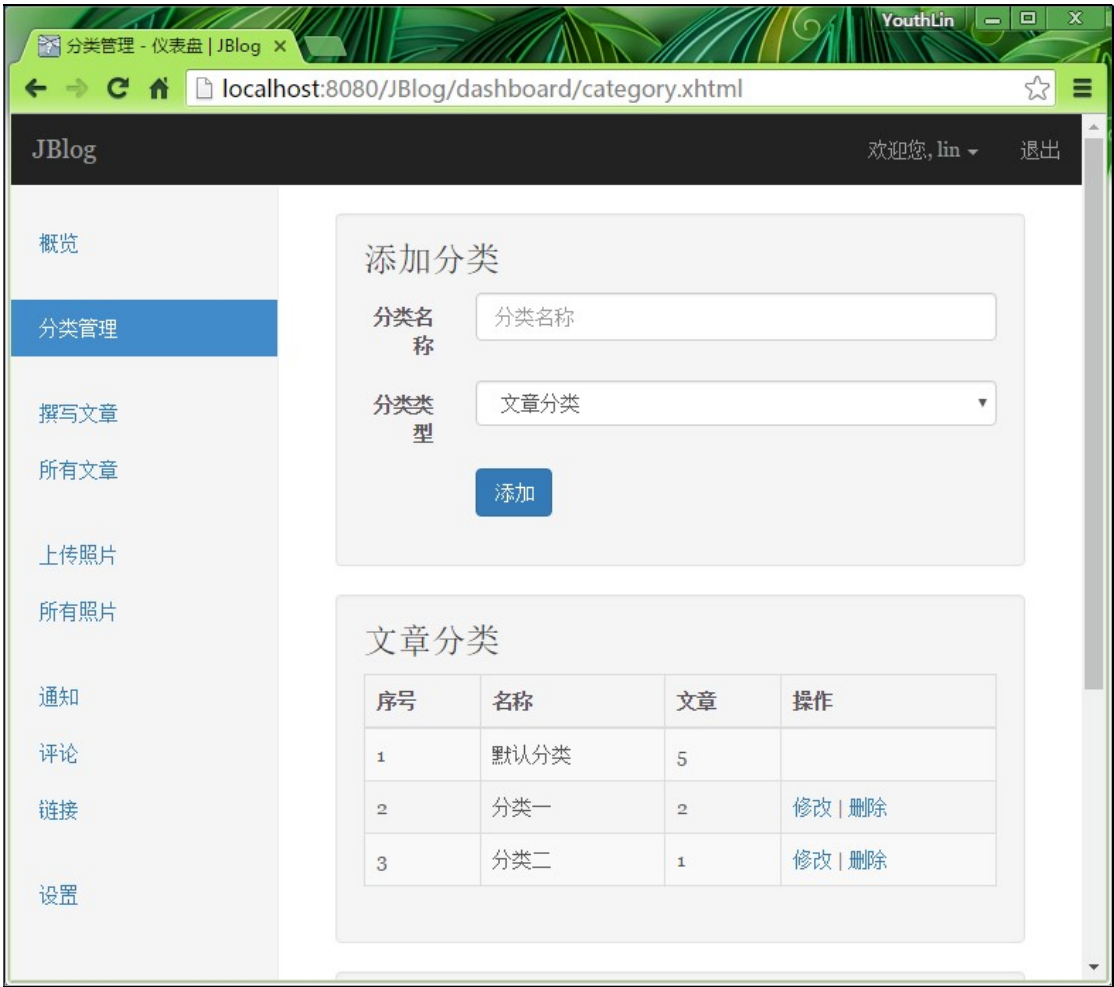 YouthLin
分类管理 - 仪表盘 | JBlog
localhost:8080/JBlog/dashboard/category.xhtml
JBlog
欢迎您, lin
退出
概览
分类管理
撰写文章
所有文章
上传照片
所有照片
通知
评论
链接
设置
添加分类
分类名
称
分类名称
分类类
型
文章分类
添加
文章分类
序号 名称 文章 操作
1 默认分类 5
2 分类一 2 修改 | 删除
3 分类二 1 修改 | 删除